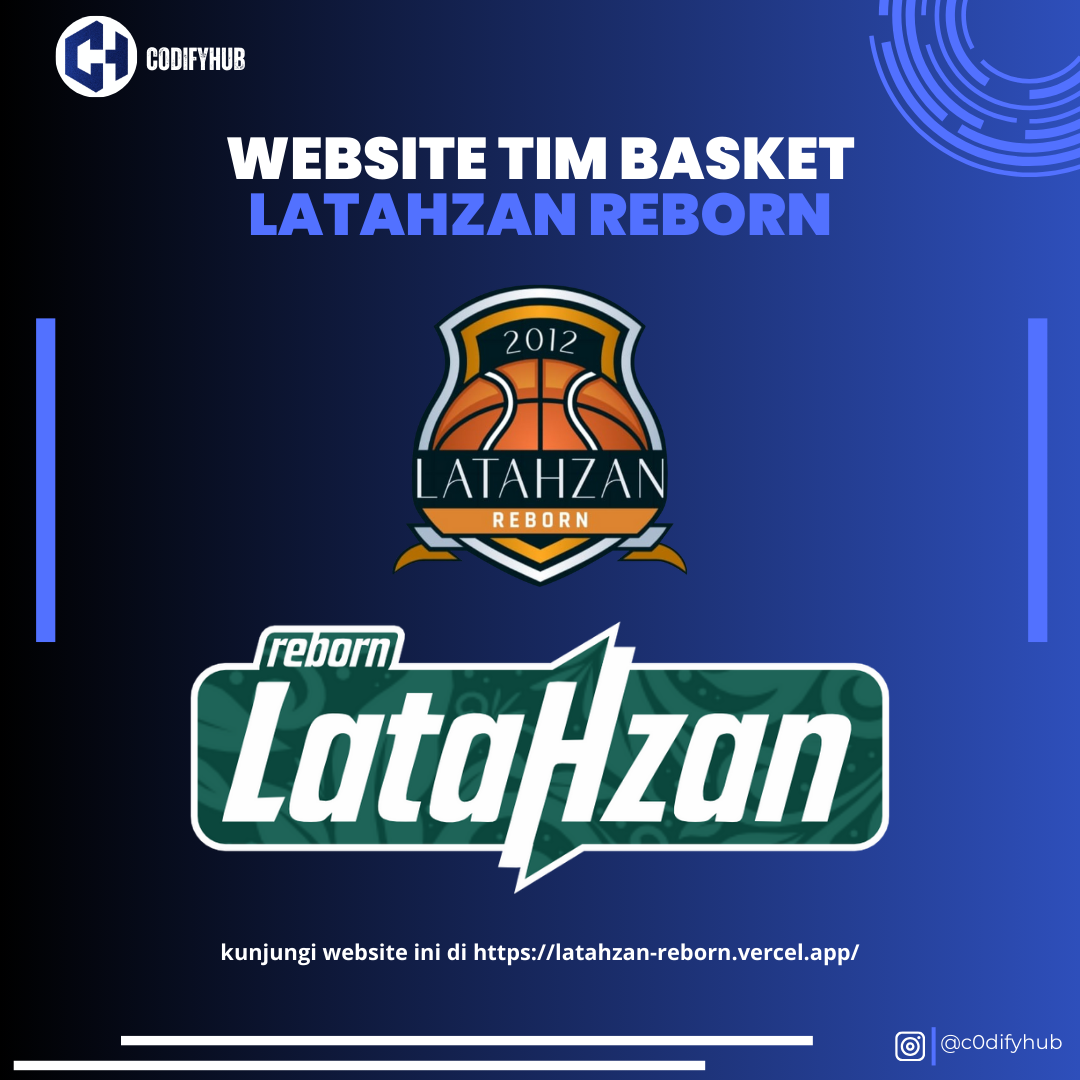 CODIFYHUB
WEBSITE TIM BASKET
LATAHZAN REBORN
2012
LATAHZAN
REBORN
reborn
LataHzan
kunjungi website ini di https://latahzan-reborn.vercel.app/
@c0difyhub